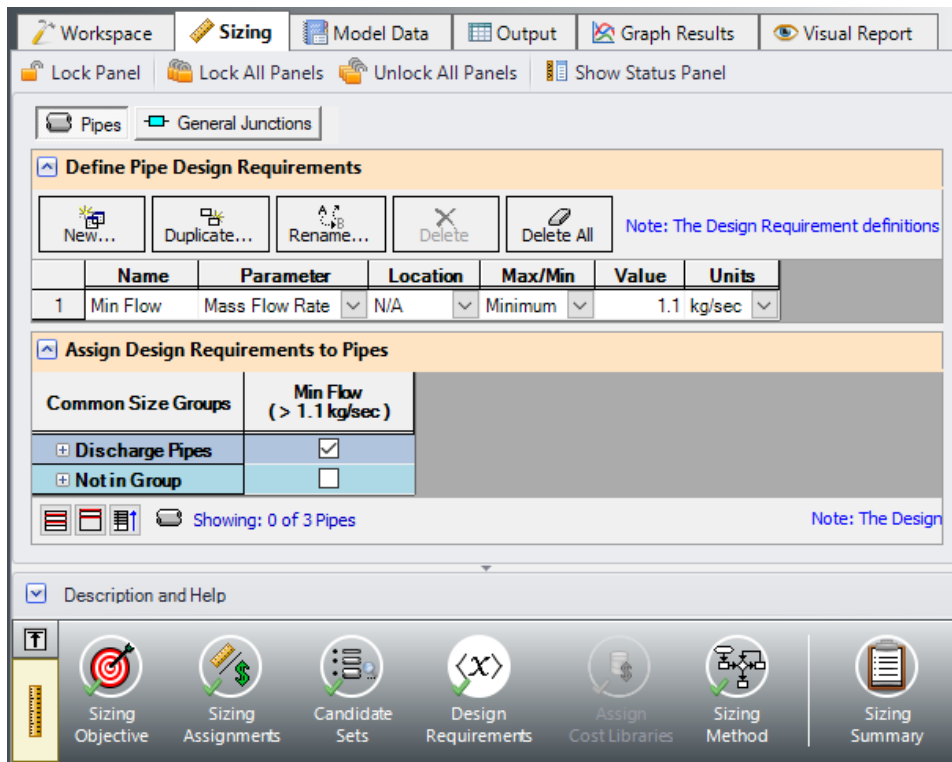 Workspace Sizing Model Data Output Graph Results Visual Report
Lock Panel Lock All Panels Unlock All Panels Show Status Panel
Pipes General Junctions
Define Pipe Design Requirements
New... Duplicate... Rename... Delete Delete All Note: The Design Requirement definitions
Name Parameter Location Max/Min Value Units
1 Min Flow Mass Flow Rate N/A Minimum 1.1 kg/sec
Assign Design Requirements to Pipes
Common Size Groups Min Flow
( > 1.1 kg/sec )
Discharge Pipes
Not in Group
Showing: 0 of 3 Pipes Note: The Design
Description and Help
Sizing Sizing Candidate Design Assign Sizing Sizing
Objective Assignments Sets Requirements Cost Libraries Method Summary